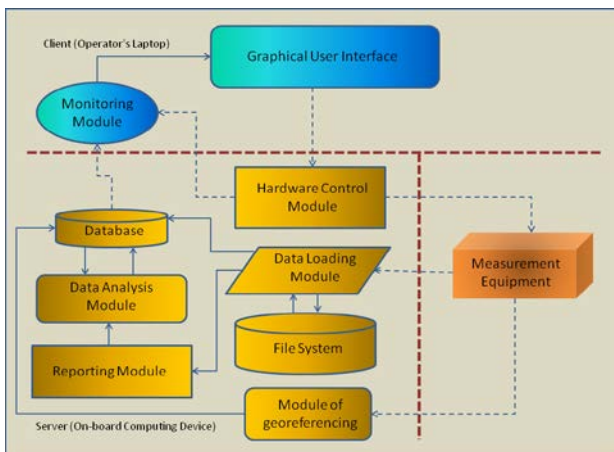 Client (Operator's Laptop)
Graphical User Interface
Monitoring
Module
Hardware Control
Module
Database
Data Loading
Module
Measurement
Equipment
Data Analysis
Module
File System
Reporting Module
Module of
georeferencing
Server (On-board Computing Device)